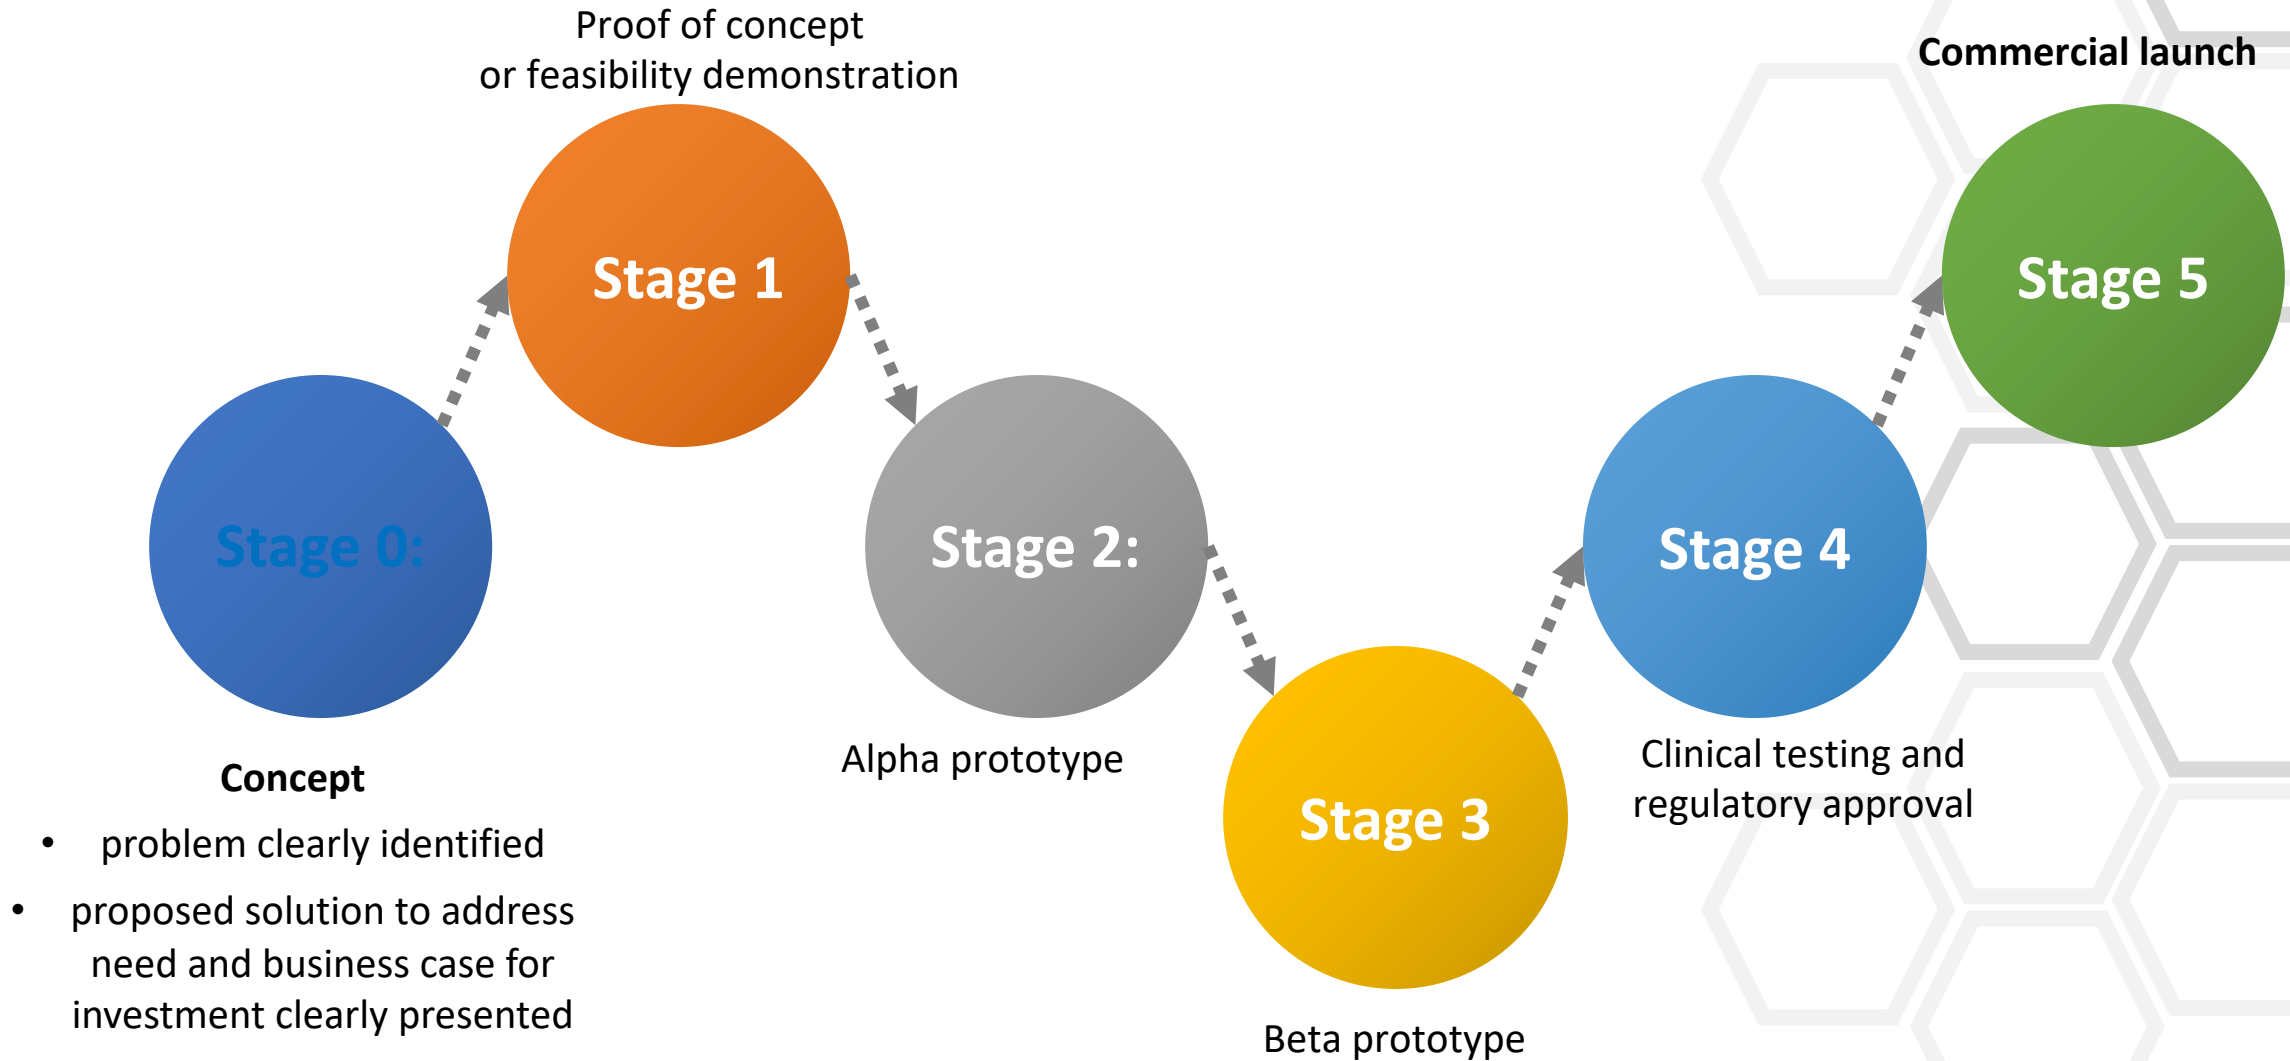 Proof of concept
or feasibility demonstration
Commercial launch
Stage 1
Stage 5
Stage 0:
Stage 2:
Stage 4
Concept
• problem clearly identified
• proposed solution to address
need and business case for
investment clearly presented
Alpha prototype
Stage 3
Clinical testing and
regulatory approval
Beta prototype